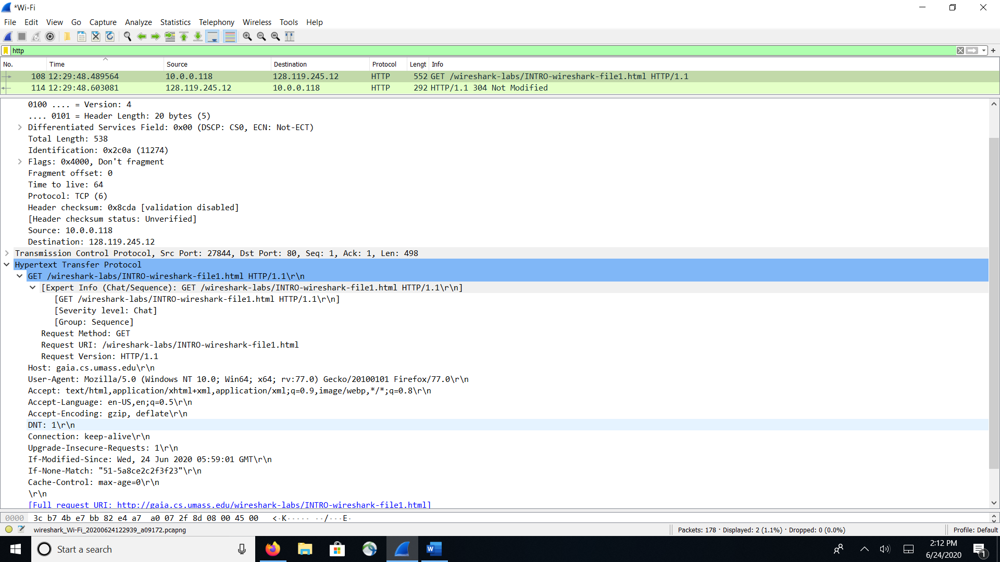 *Wi-Fi
File Edit View Go Capture Analyze Statistics Telephony Wireless Tools Help
http
No. Time Source Destination Protocol Lengt Info
108 12:29:48.489564 10.0.0.118 128.119.245.12 HTTP 552 GET /wireshark-labs/INTRO-wireshark-file1.html HTTP/1.1
114 12:29:48.603081 128.119.245.12 10.0.0.118 HTTP 292 HTTP/1.1 304 Not Modified
0100 .... = Version: 4
.... 0101 = Header Length: 20 bytes (5)
Differentiated Services Field: 0x00 (DSCP: CS0, ECN: Not-ECT)
Total Length: 538
Identification: 0x2c0a (11274)
Flags: 0x4000, Don't fragment
Fragment offset: 0
Time to live: 64
Protocol: TCP (6)
Header checksum: 0x8cda [validation disabled]
[Header checksum status: Unverified]
Source: 10.0.0.118
Destination: 128.119.245.12
Transmission Control Protocol, Src Port: 27844, Dst Port: 80, Seq: 1, Ack: 1, Len: 498
Hypertext Transfer Protocol
GET /wireshark-labs/INTRO-wireshark-file1.html HTTP/1.1\r\n
[Expert Info (Chat/Sequence): GET /wireshark-labs/INTRO-wireshark-file1.html HTTP/1.1\r\n]
[GET /wireshark-labs/INTRO-wireshark-file1.html HTTP/1.1\r\n]
[Severity level: Chat]
[Group: Sequence]
Request Method: GET
Request URI: /wireshark-labs/INTRO-wireshark-file1.html
Request Version: HTTP/1.1
Host: gaia.cs.umass.edu\r\n
User-Agent: Mozilla/5.0 (Windows NT 10.0; Win64; x64; rv:77.0) Gecko/20100101 Firefox/77.0\r\n
Accept: text/html,application/xhtml+xml,application/xml;q=0.9,image/webp,*/*;q=0.8\r\n
Accept-Language: en-US,en;q=0.5\r\n
Accept-Encoding: gzip, deflate\r\n
DNT: 1\r\n
Connection: keep-alive\r\n
Upgrade-Insecure-Requests: 1\r\n
If-Modified-Since: Wed, 24 Jun 2020 05:59:01 GMT\r\n
If-None-Match: "51-5a8ce2c2f3f23"\r\n
Cache-Control: max-age=0\r\n
\r\n
[Full request URI: http://gaia.cs.umass.edu/wireshark-labs/INTRO-wireshark-file1.html]
0000 3c b7 4b e7 bb 82 e4 a7 a0 07 2f 8d 08 00 45 00 <·K····· ··/···E·
wireshark_Wi-Fi_20200624122939_a09172.pcapng Packets: 178 · Displayed: 2 (1.1%) · Dropped: 0 (0.0%) Profile: Default
Start a search
2:12 PM
6/24/2020
1